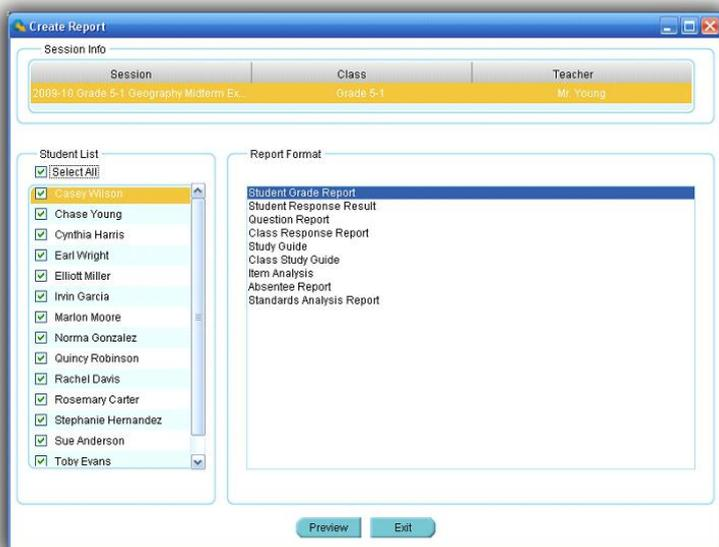 Create Report
Session Info
Session Class Teacher
2009-10 Grade 5-1 Geography Midterm Ex... Grade 5-1 Mr. Young
Student List
Select All
Casey Wilson
Chase Young
Cynthia Harris
Earl Wright
Elliott Miller
Irvin Garcia
Marlon Moore
Norma Gonzalez
Quincy Robinson
Rachel Davis
Rosemary Carter
Stephanie Hernandez
Sue Anderson
Toby Evans
Report Format
Student Grade Report
Student Response Result
Question Report
Class Response Report
Study Guide
Class Study Guide
Item Analysis
Absentee Report
Standards Analysis Report
Preview Exit